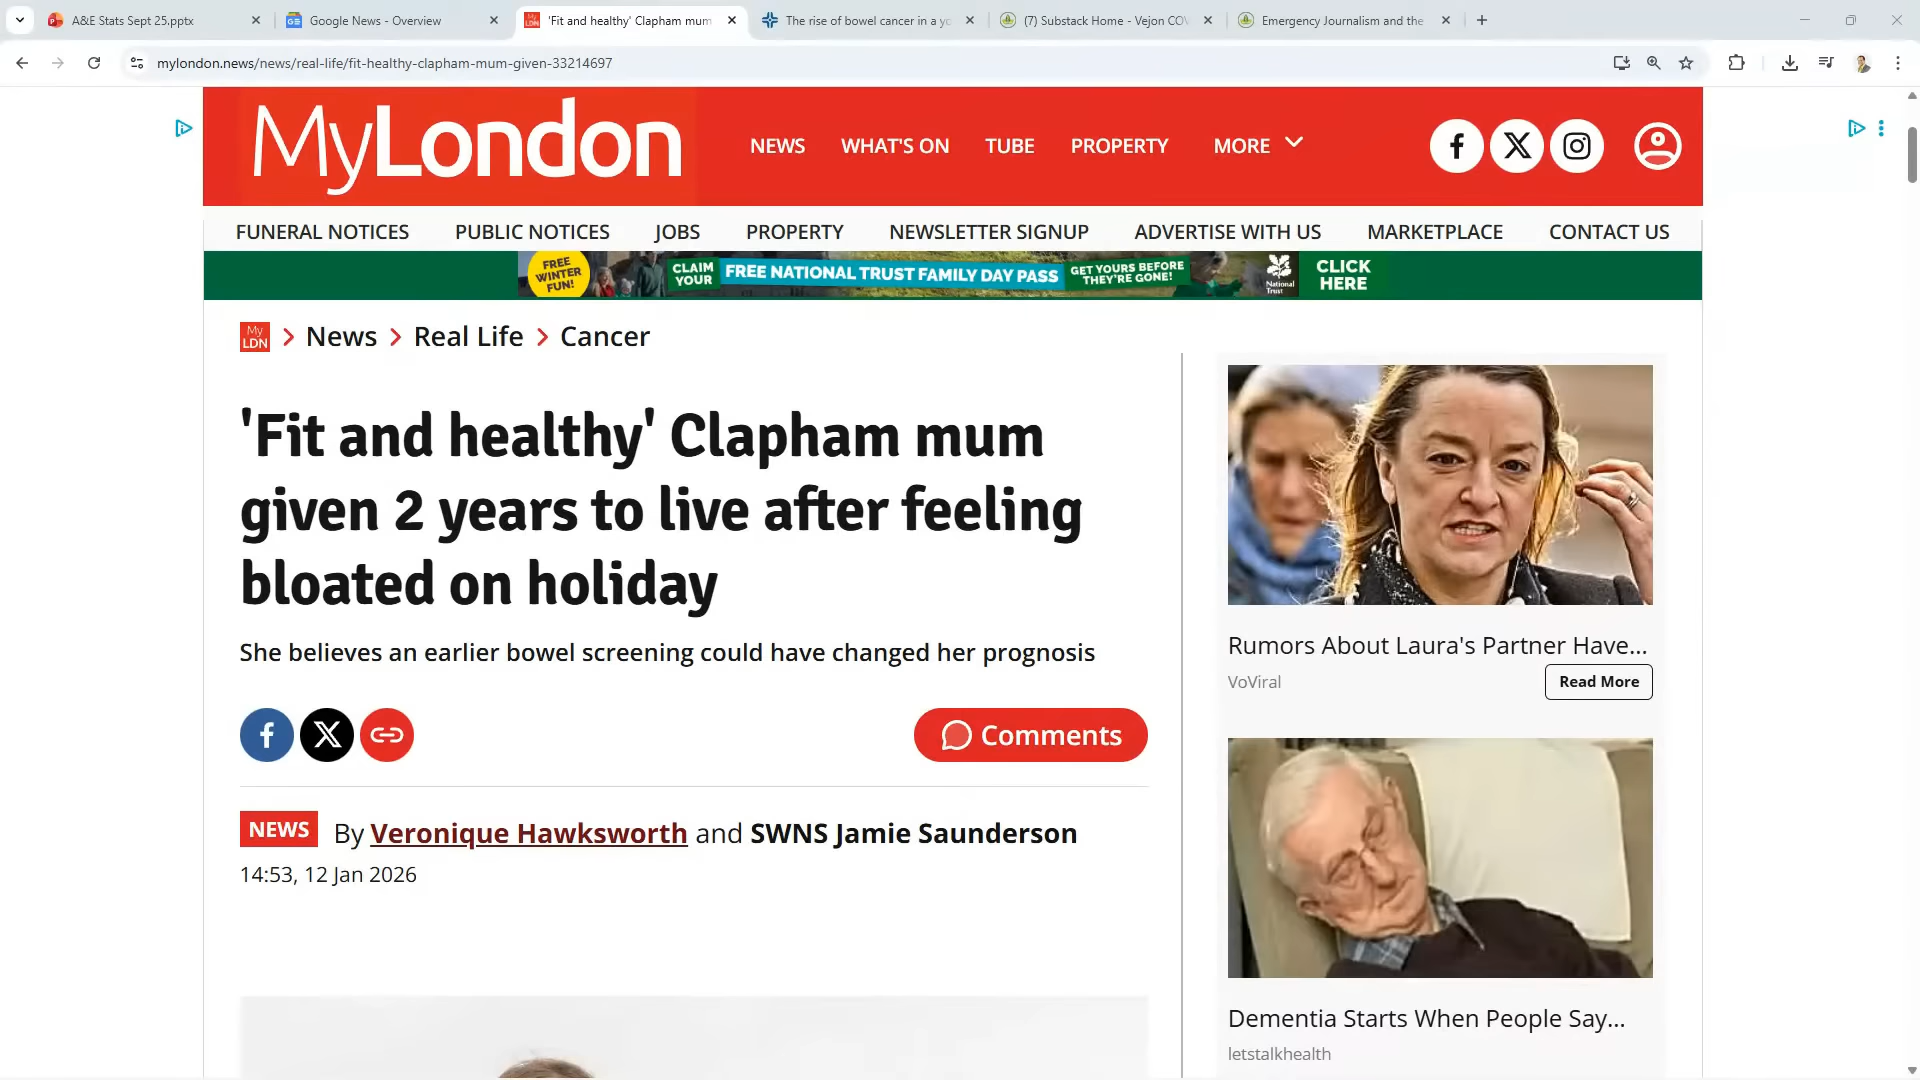 A&E Stats Sept 25.pptx
Google News - Overview
'Fit and healthy' Clapham mum
The rise of bowel cancer in a yo
(7) Substack Home - Vejon COV
Emergency Journalism and the
mylondon.news/news/real-life/fit-healthy-clapham-mum-given-33214697
MyLondon
NEWS
WHAT'S ON
TUBE
PROPERTY
MORE
FUNERAL NOTICES
PUBLIC NOTICES
JOBS
PROPERTY
NEWSLETTER SIGNUP
ADVERTISE WITH US
MARKETPLACE
CONTACT US
FREE
WINTER
FUN!
CLAIM
YOUR
FREE NATIONAL TRUST FAMILY DAY PASS
GET YOURS BEFORE
THEY'RE GONE!
National
Trust
CLICK
HERE
My
LDN
News
Real Life
Cancer
'Fit and healthy' Clapham mum
given 2 years to live after feeling
bloated on holiday
She believes an earlier bowel screening could have changed her prognosis
Comments
NEWS
By Veronique Hawksworth and SWNS Jamie Saunderson
14:53, 12 Jan 2026
Rumors About Laura's Partner Have...
VoViral
Read More
Dementia Starts When People Say...
letstalkhealth